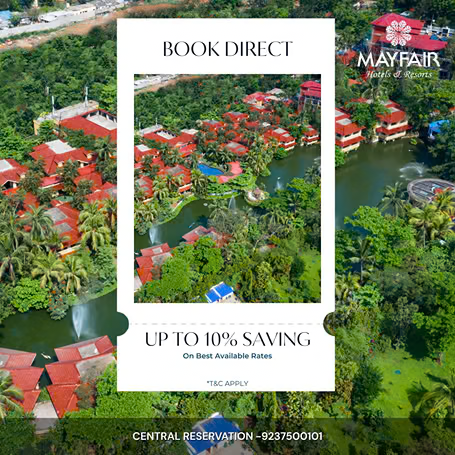 BOOK DIRECT
MAYFAIR
Hotels & Resorts
UP TO 10% SAVING
On Best Available Rates
*T&C APPLY
CENTRAL RESERVATION -9237500101